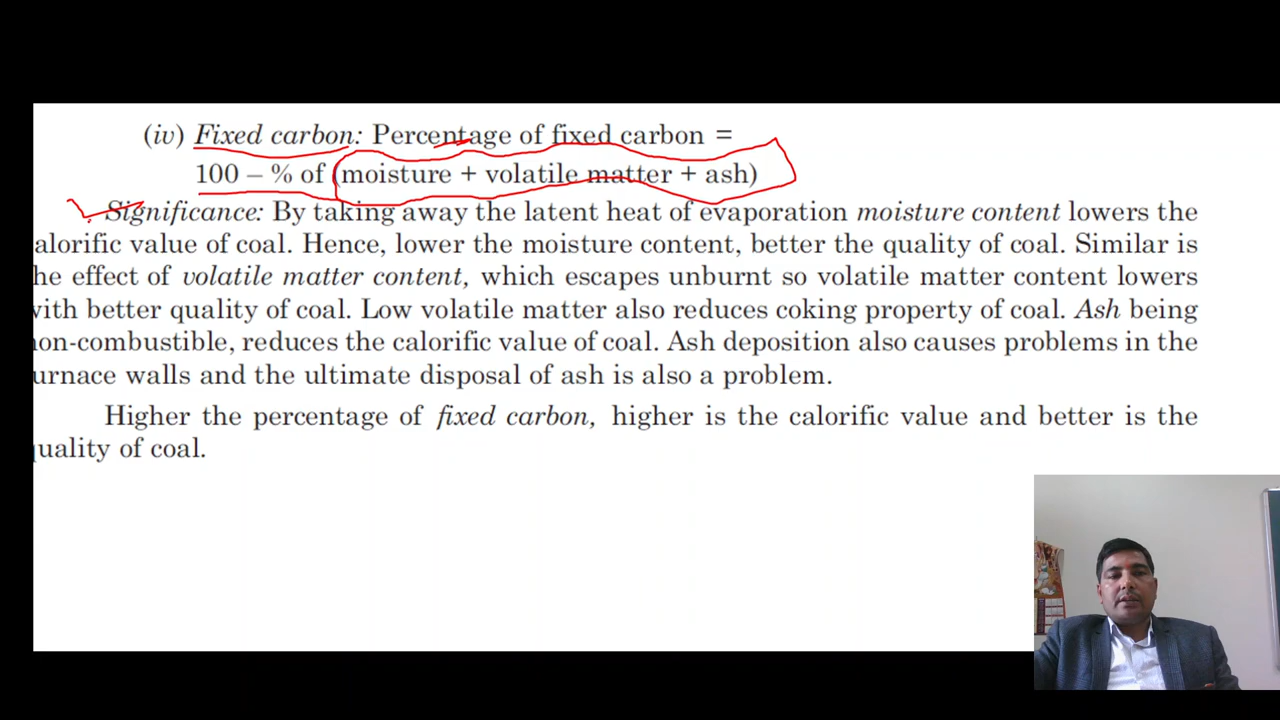 (iv) Fixed carbon: Percentage of fixed carbon =
100 – % of (moisture + volatile matter + ash)
Significance: By taking away the latent heat of evaporation moisture content lowers the
alorific value of coal. Hence, lower the moisture content, better the quality of coal. Similar is
he effect of volatile matter content, which escapes unburnt so volatile matter content lowers
with better quality of coal. Low volatile matter also reduces coking property of coal. Ash being
non-combustible, reduces the calorific value of coal. Ash deposition also causes problems in the
urnace walls and the ultimate disposal of ash is also a problem.
Higher the percentage of fixed carbon, higher is the calorific value and better is the
quality of coal.